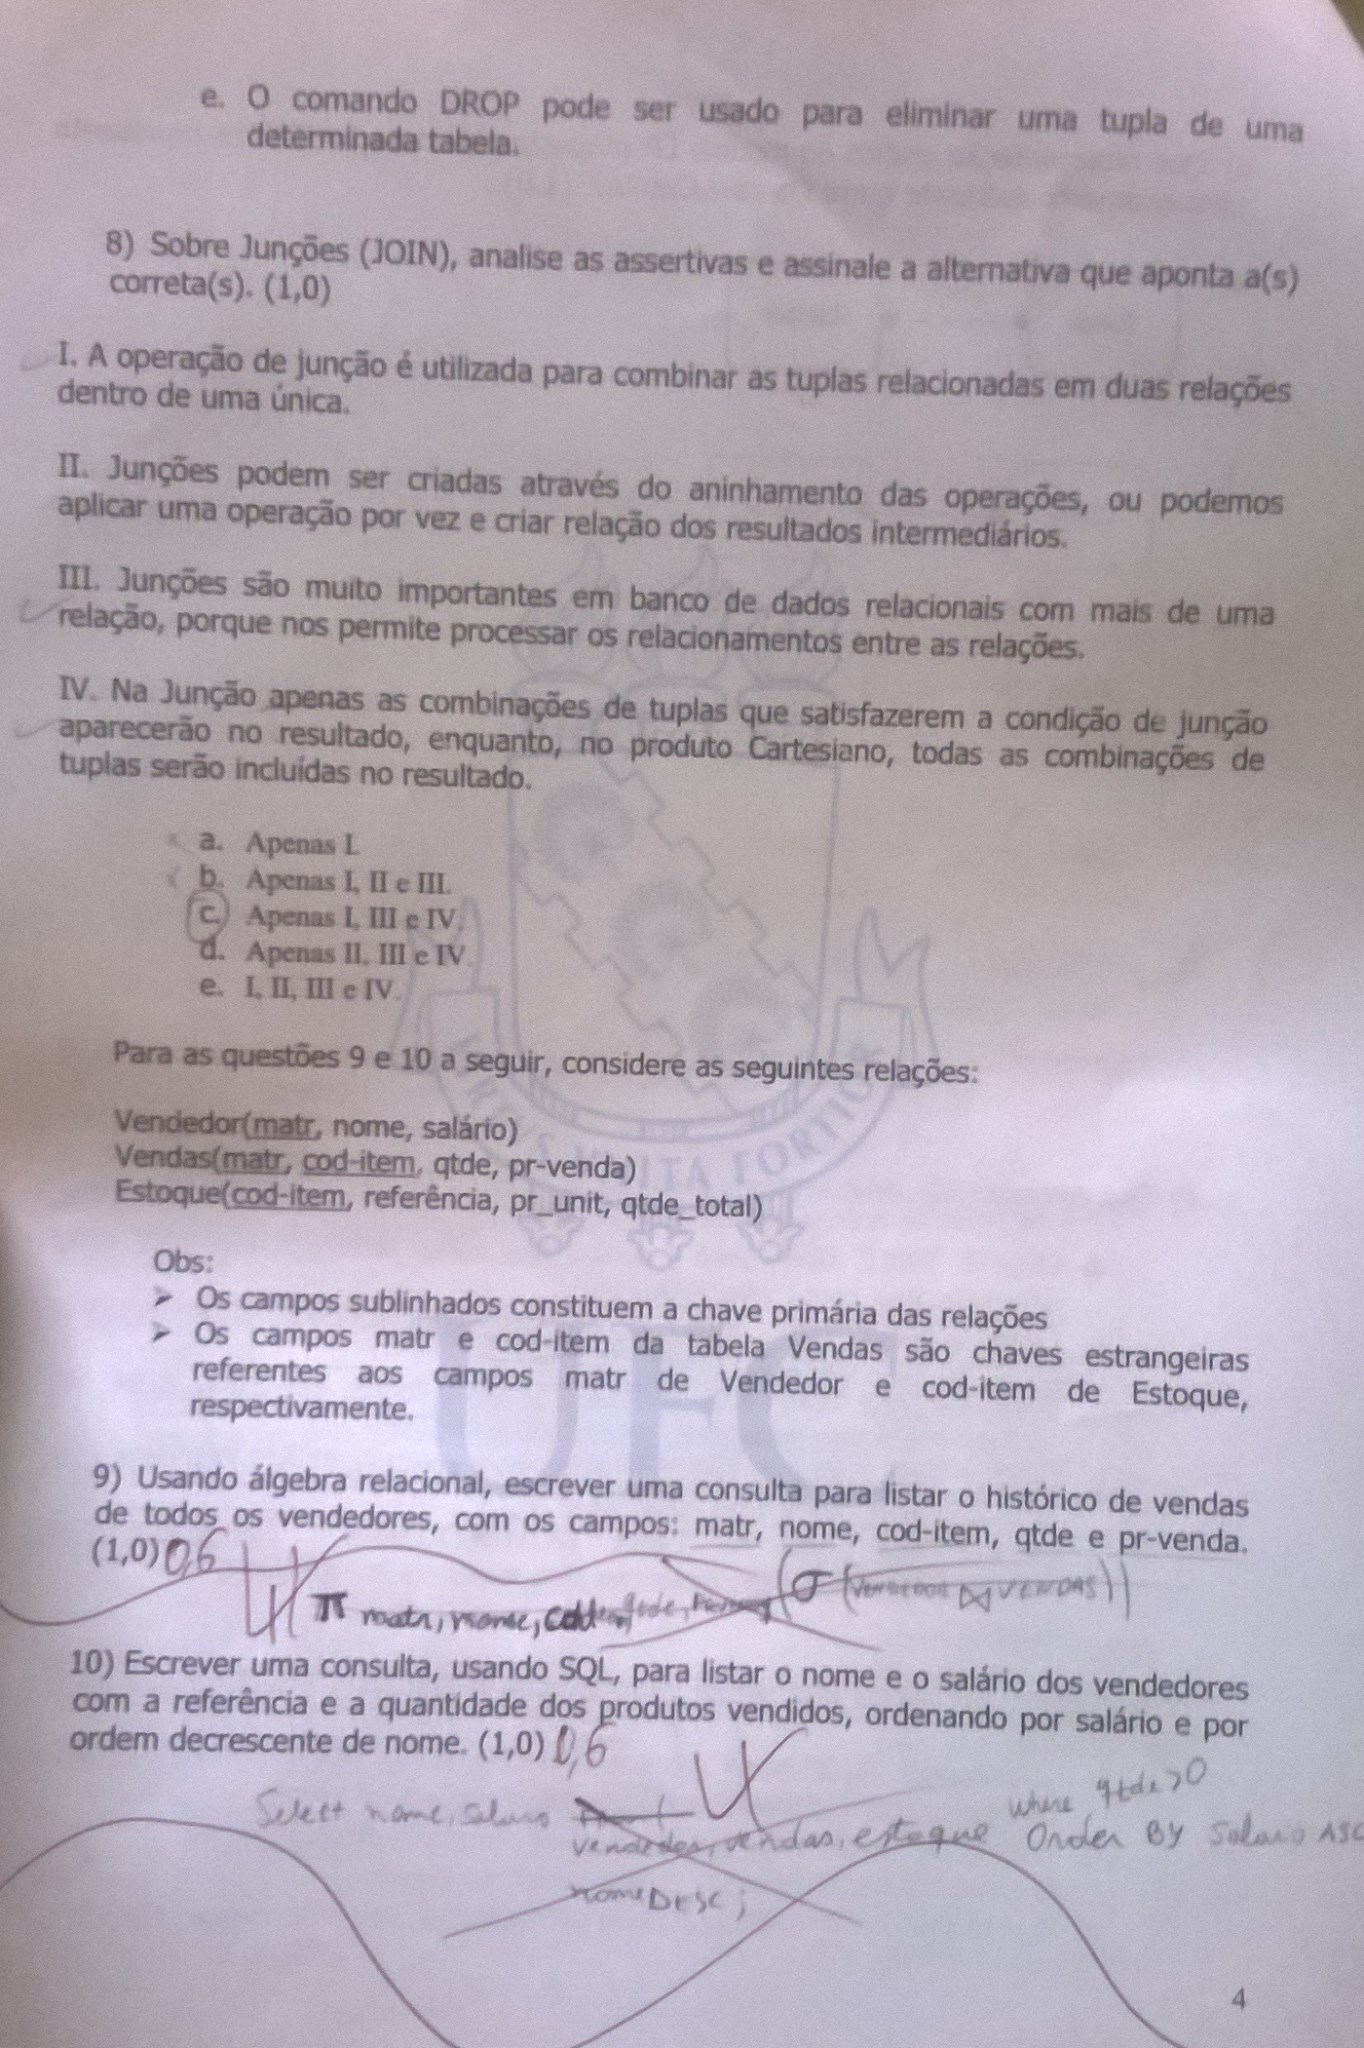 e. O comando DROP pode ser usado para eliminar uma tupla de uma
determinada tabela.
8) Sobre Junções (JOIN), analise as assertivas e assinale a alternativa que aponta a(s)
correta(s). (1,0)
I. A operação de junção é utilizada para combinar as tuplas relacionadas em duas relações
dentro de uma única.
II. Junções podem ser criadas através do aninhamento das operações, ou podemos
aplicar uma operação por vez e criar relação dos resultados intermediários.
III. Junções são muito importantes em banco de dados relacionais com mais de uma
relação, porque nos permite processar os relacionamentos entre as relações.
IV. Na Junção apenas as combinações de tuplas que satisfazerem a condição de junção
aparecerão no resultado, enquanto, no produto Cartesiano, todas as combinações de
tuplas serão incluídas no resultado.
a. Apenas I.
b. Apenas I, II e III.
c. Apenas I, III e IV.
d. Apenas II, III e IV.
e. I, II, III e IV.
Para as questões 9 e 10 a seguir, considere as seguintes relações:
Vendedor(matr, nome, salário)
Vendas(matr, cod-item, qtde, pr-venda)
Estoque(cod-item, referência, pr_unit, qtde_total)
Obs:
➢ Os campos sublinhados constituem a chave primária das relações
➢ Os campos matr e cod-item da tabela Vendas são chaves estrangeiras
referentes aos campos matr de Vendedor e cod-item de Estoque,
respectivamente.
UFC
9) Usando álgebra relacional, escrever uma consulta para listar o histórico de vendas
de todos os vendedores, com os campos: matr, nome, cod-item, qtde e pr-venda.
(1,0) 0,6
π matr, nome, qtde, (σ (VENDEDOR ⋈ VENDAS))
10) Escrever uma consulta, usando SQL, para listar o nome e o salário dos vendedores
com a referência e a quantidade dos produtos vendidos, ordenando por salário e por
ordem decrescente de nome. (1,0) 0,6
Select nome, salario
where qtde > 0
vendedor, vendas, estoque Order BY Salario ASC
nome DESC;
4